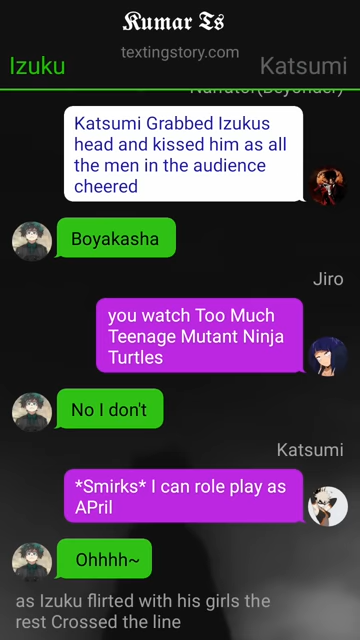 Kumar Ts
textingstory.com
Izuku
Katsumi
Narrator(Beyonder)
Katsumi Grabbed Izukus
head and kissed him as all
the men in the audience
cheered
Boyakasha
Jiro
you watch Too Much
Teenage Mutant Ninja
Turtles
No I don't
Katsumi
*Smirks* I can role play as
APril
Ohhhh~
as Izuku flirted with his girls the
rest Crossed the line